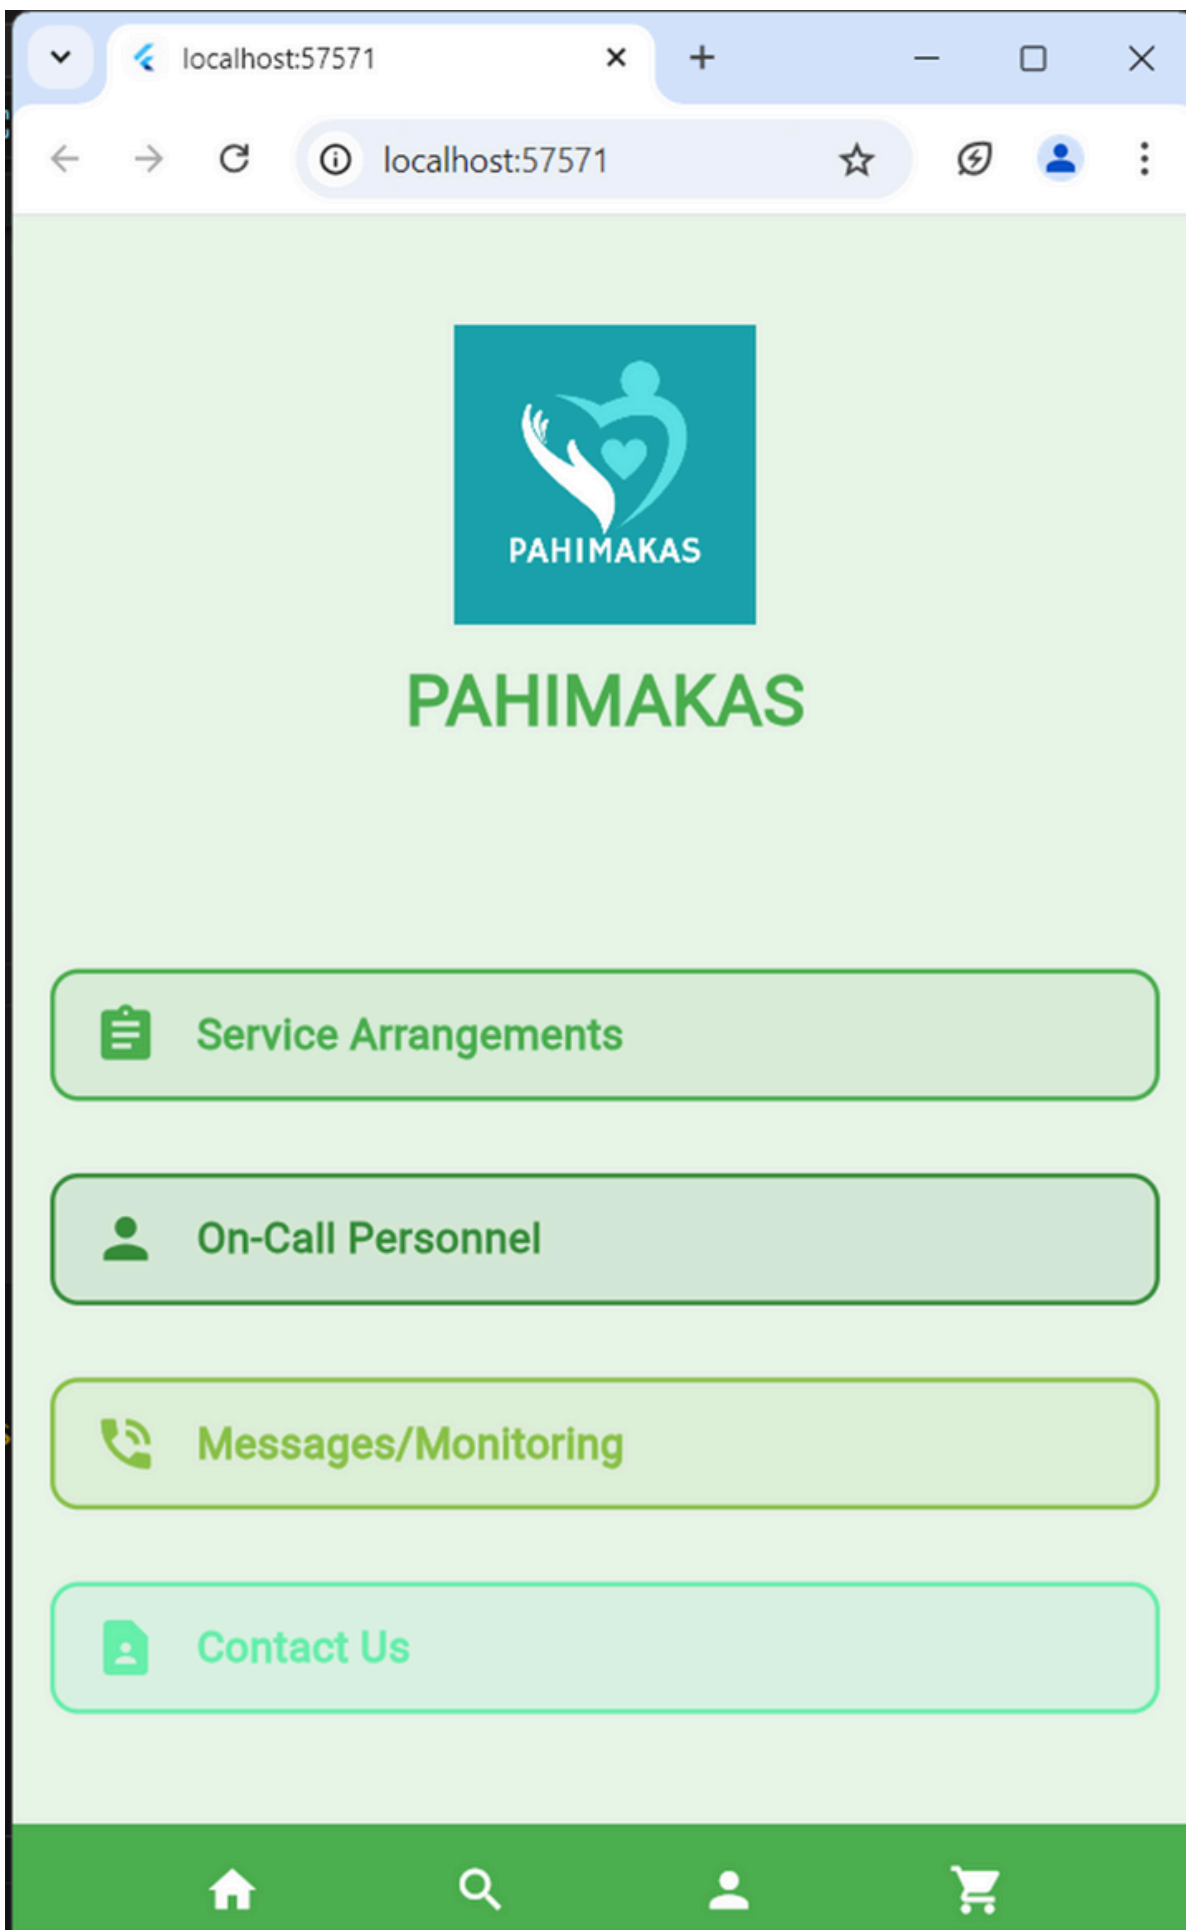 localhost:57571
localhost:57571
PAHIMAKAS
PAHIMAKAS
Service Arrangements
On-Call Personnel
Messages/Monitoring
Contact Us